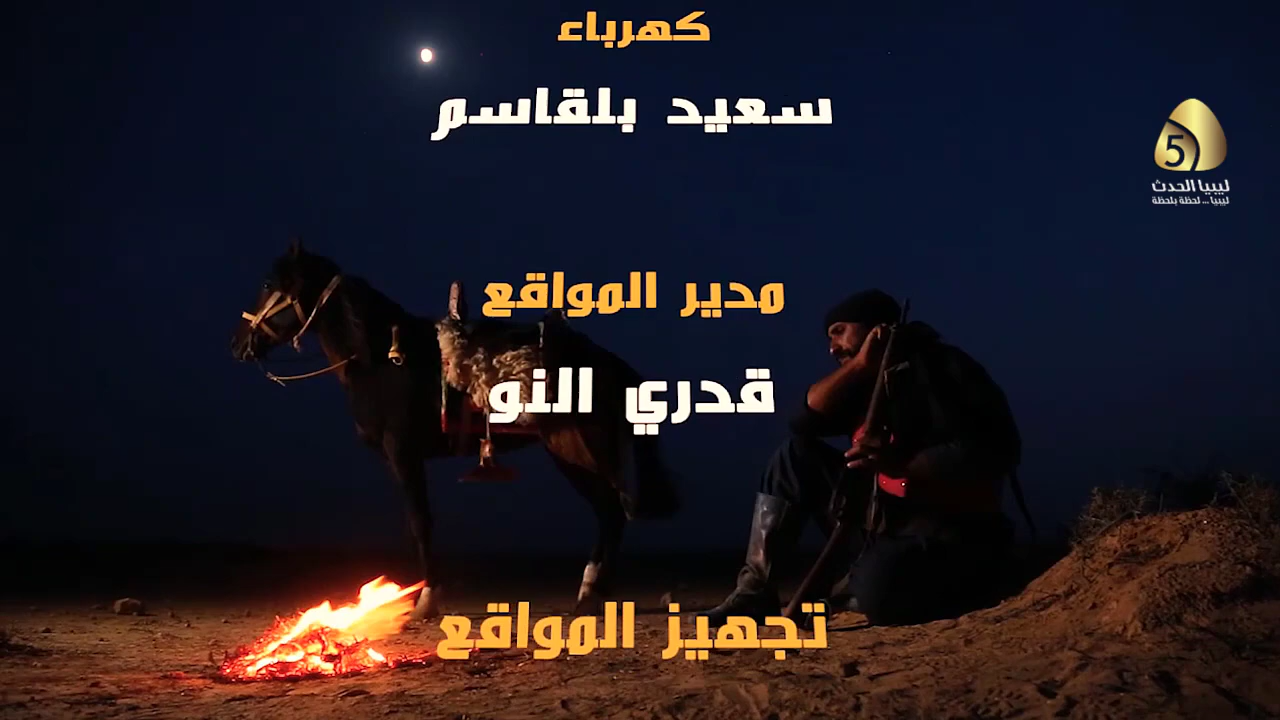 كهرباء
سعيد بلقاسم
5
ليبيا الحدث
ليبيا ... لحظة بلحظة
مدير المواقع
قدري النو
تجهيز المواقع